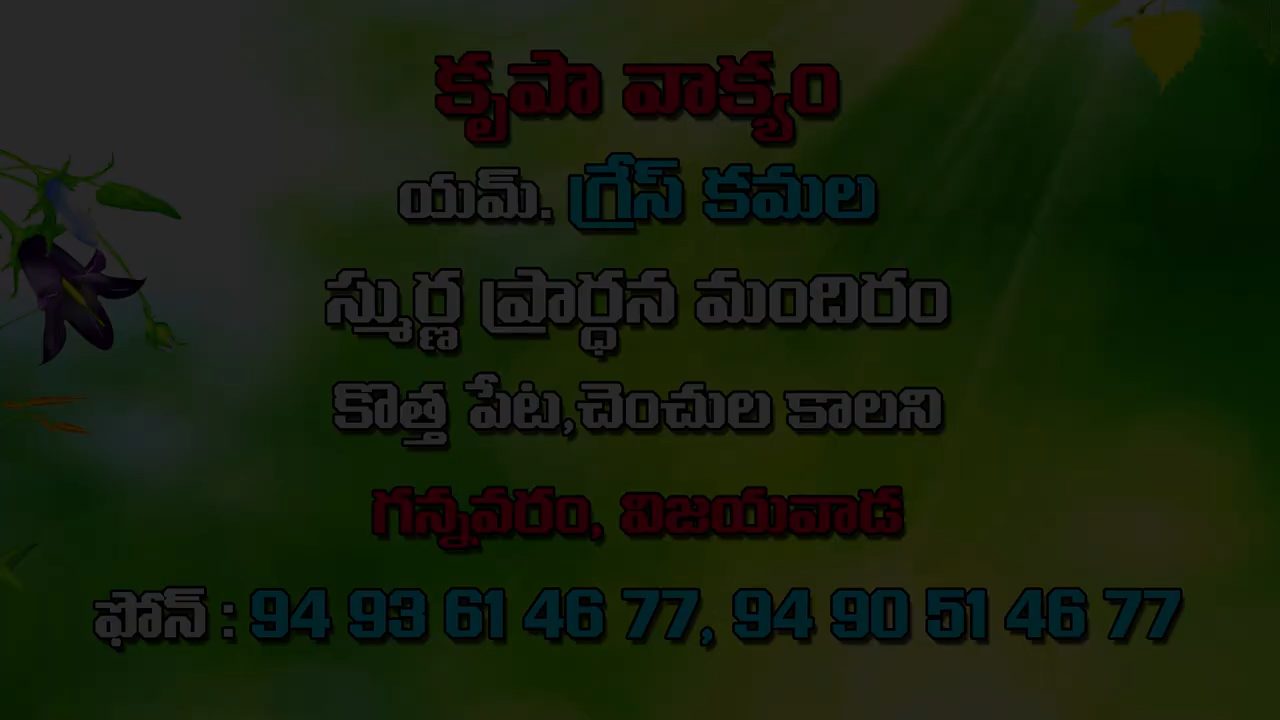 కృపా వాక్యం
యమ్. గ్రేస్ కమల
స్ముర్ణ ప్రార్ధన మందిరం
కొత్త పేట,చెంచుల కాలని
గన్నవరం, విజయవాడ
ఫోన్ : 94 93 61 46 77, 94 90 51 46 77